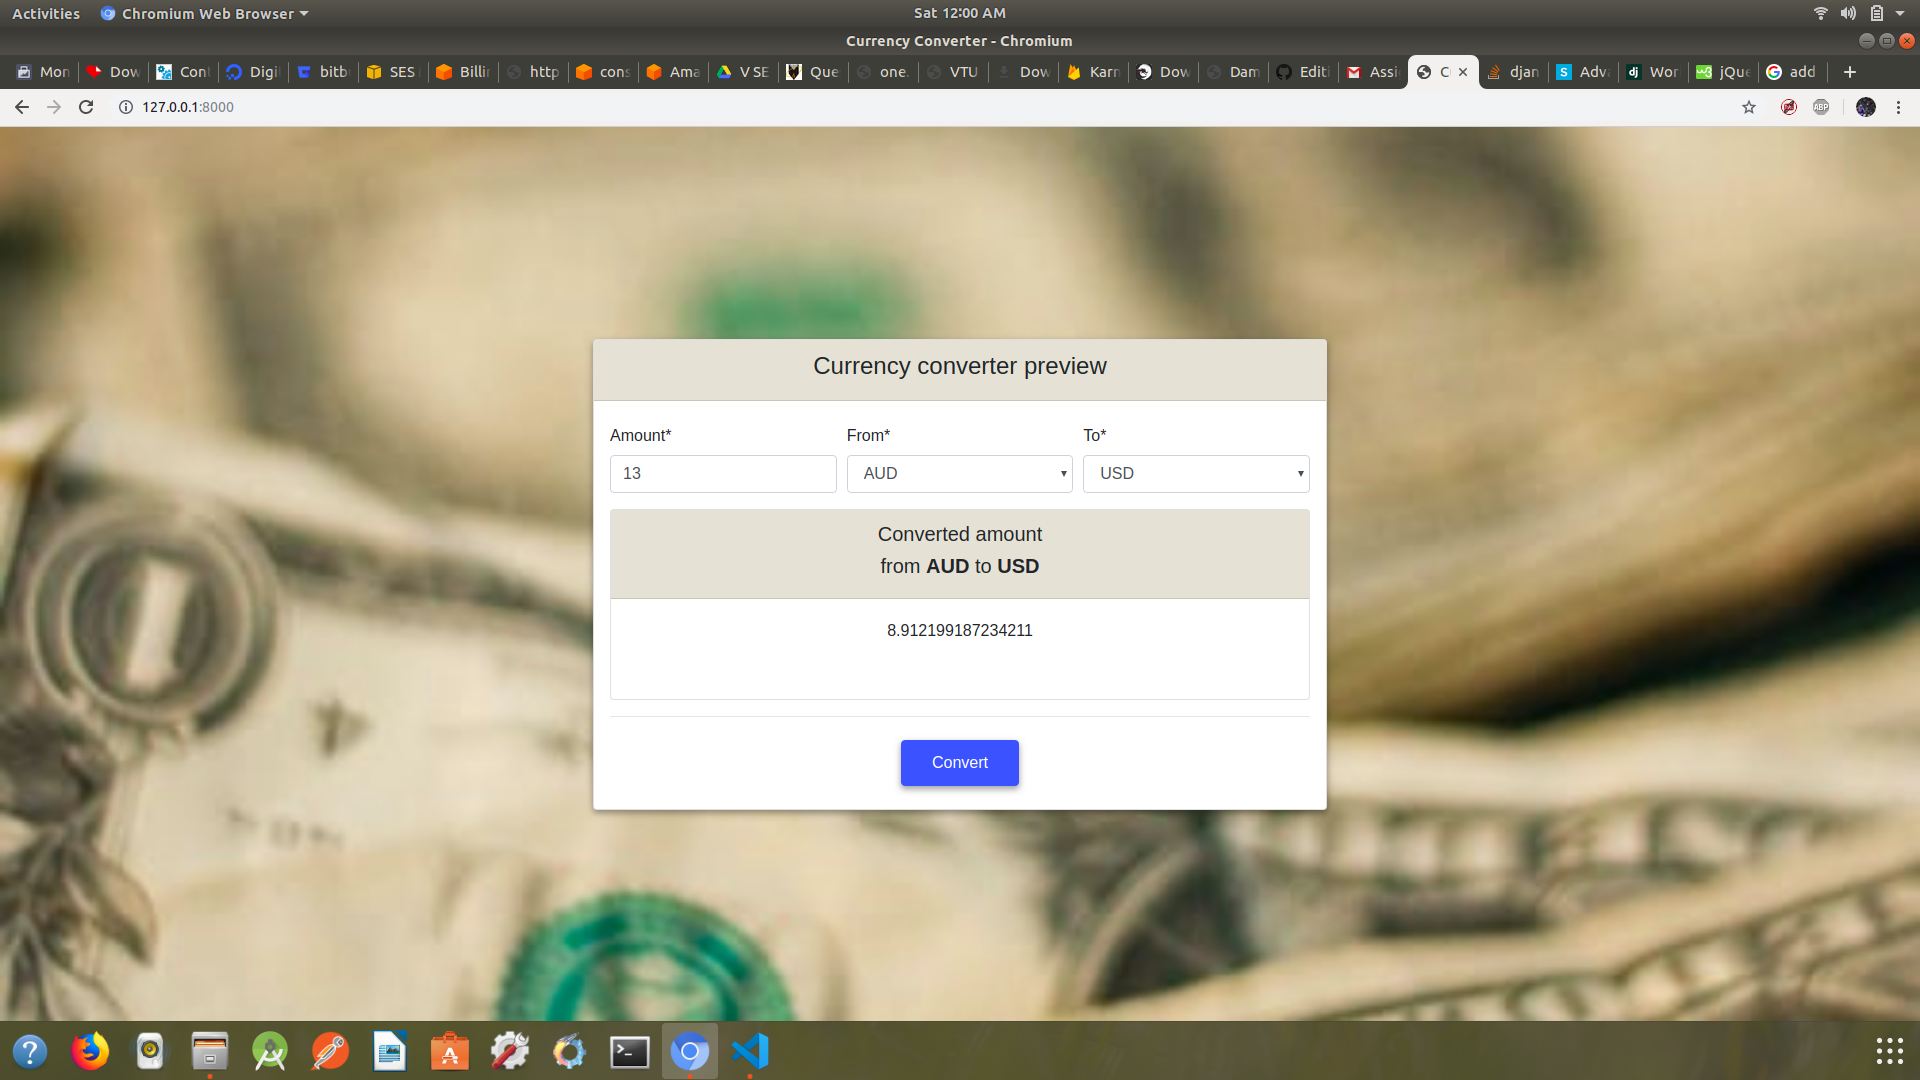 Activities
Chromium Web Browser
Sat 12:00 AM
Currency Converter - Chromium
Mon
Dow
Cont
Digi
bitb
SES
Billi
http
cons
Ama
V SE
Que
one.
VTU
Dow
Karn
Dow
Dam
Edit
Assi
C
djan
Adva
Wor
jQue
add
127.0.0.1:8000
ABP
Currency converter preview
Amount* From* To*
13 AUD USD
Converted amount
from AUD to USD
8.912199187234211
Convert